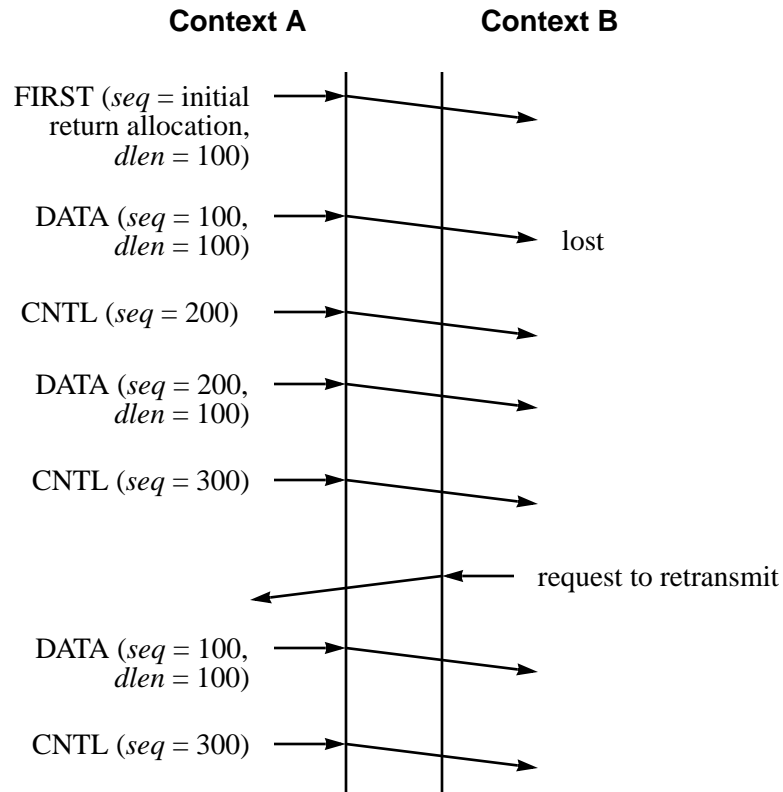 Context A Context B
FIRST (seq = initial
return allocation,
dlen = 100)
DATA (seq = 100,
dlen = 100)
lost
CNTL (seq = 200)
DATA (seq = 200,
dlen = 100)
CNTL (seq = 300)
request to retransmit
DATA (seq = 100,
dlen = 100)
CNTL (seq = 300)